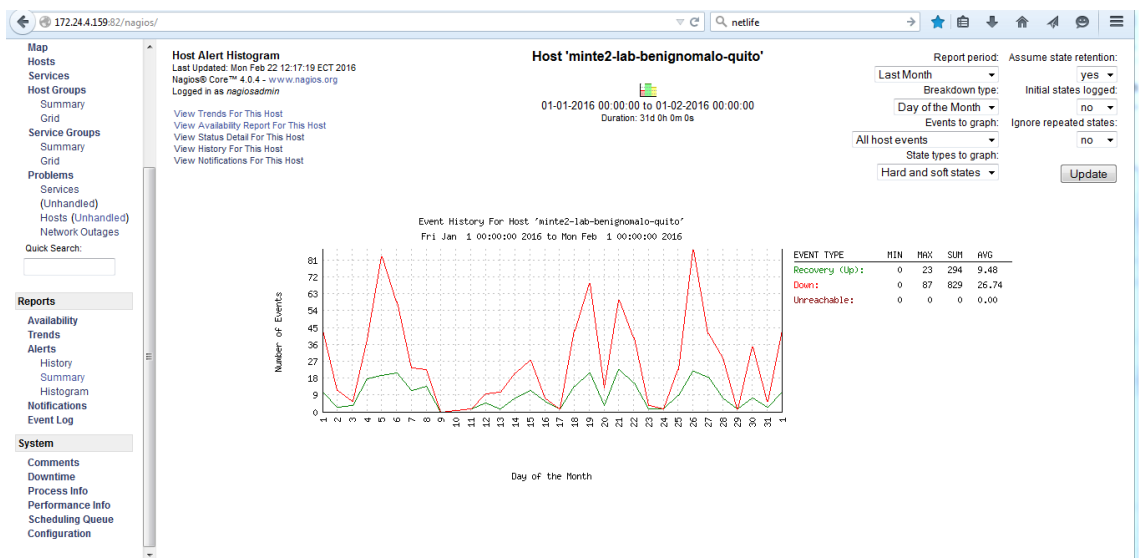 172.24.4.159:82/nagios/
netlife
Map
Hosts
Services
Host Groups
Summary
Grid
Service Groups
Summary
Grid
Problems
Services
(Unhandled)
Hosts (Unhandled)
Network Outages
Quick Search:
Reports
Availability
Trends
Alerts
History
Summary
Histogram
Notifications
Event Log
System
Comments
Downtime
Process Info
Performance Info
Scheduling Queue
Configuration
Host Alert Histogram
Last Updated: Mon Feb 22 12:17:19 ECT 2016
Nagios® Core™ 4.0.4 - www.nagios.org
Logged in as nagiosadmin
View Trends For This Host
View Availability Report For This Host
View Status Detail For This Host
View History For This Host
View Notifications For This Host
Host 'minte2-lab-benignomalo-quito'
01-01-2016 00:00:00 to 01-02-2016 00:00:00
Duration: 31d 0h 0m 0s
Report period:
Last Month
Breakdown type:
Day of the Month
Events to graph:
All host events
State types to graph:
Hard and soft states
Assume state retention:
yes
Initial states logged:
no
Ignore repeated states:
no
Update
Event History For Host 'minte2-lab-benignomalo-quito'
Fri Jan 1 00:00:00 2016 to Mon Feb 1 00:00:00 2016
Number of Events
81
72
63
54
45
36
27
18
9
0
1 2 3 4 5 6 7 8 9 10 11 12 13 14 15 16 17 18 19 20 21 22 23 24 25 26 27 28 29 30 31 1
Day of the Month
EVENT TYPE MIN MAX SUM AVG
Recovery (Up): 0 23 294 9.48
Down: 0 87 829 26.74
Unreachable: 0 0 0 0.00